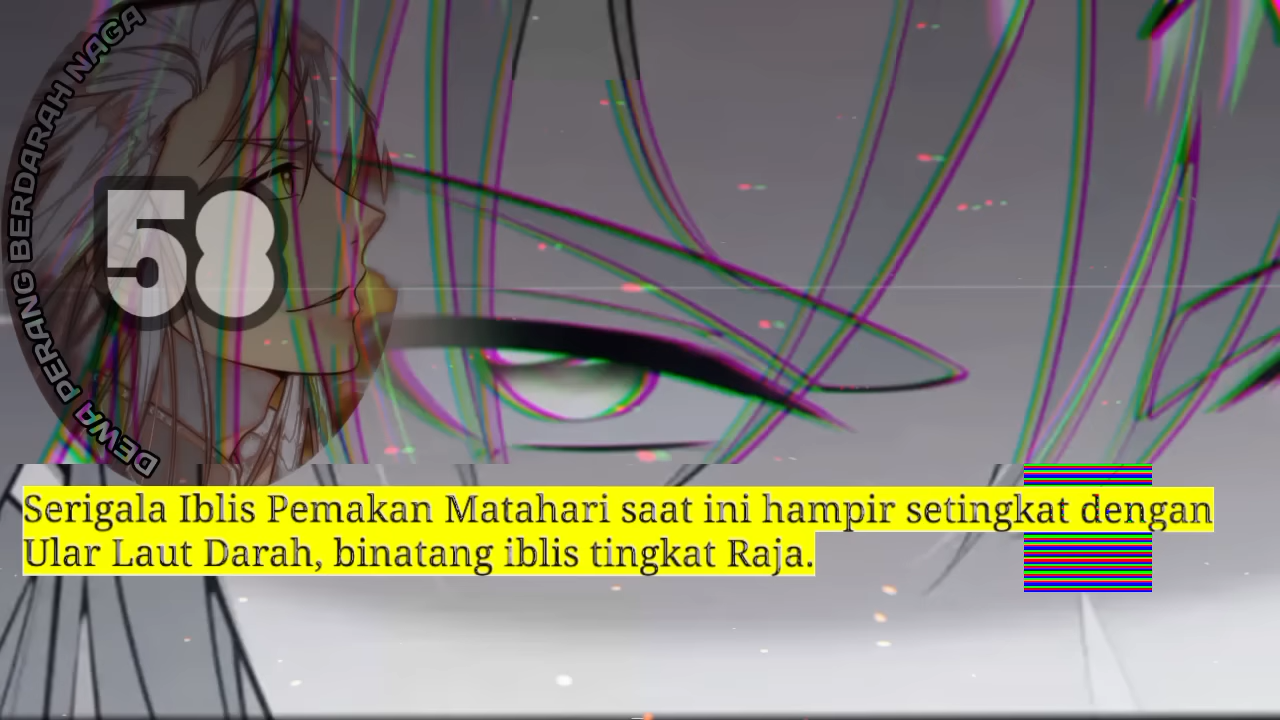 DEWA PERANG BERDARAH NAGA
58
Serigala Iblis Pemakan Matahari saat ini hampir setingkat dengan
Ular Laut Darah, binatang iblis tingkat Raja.